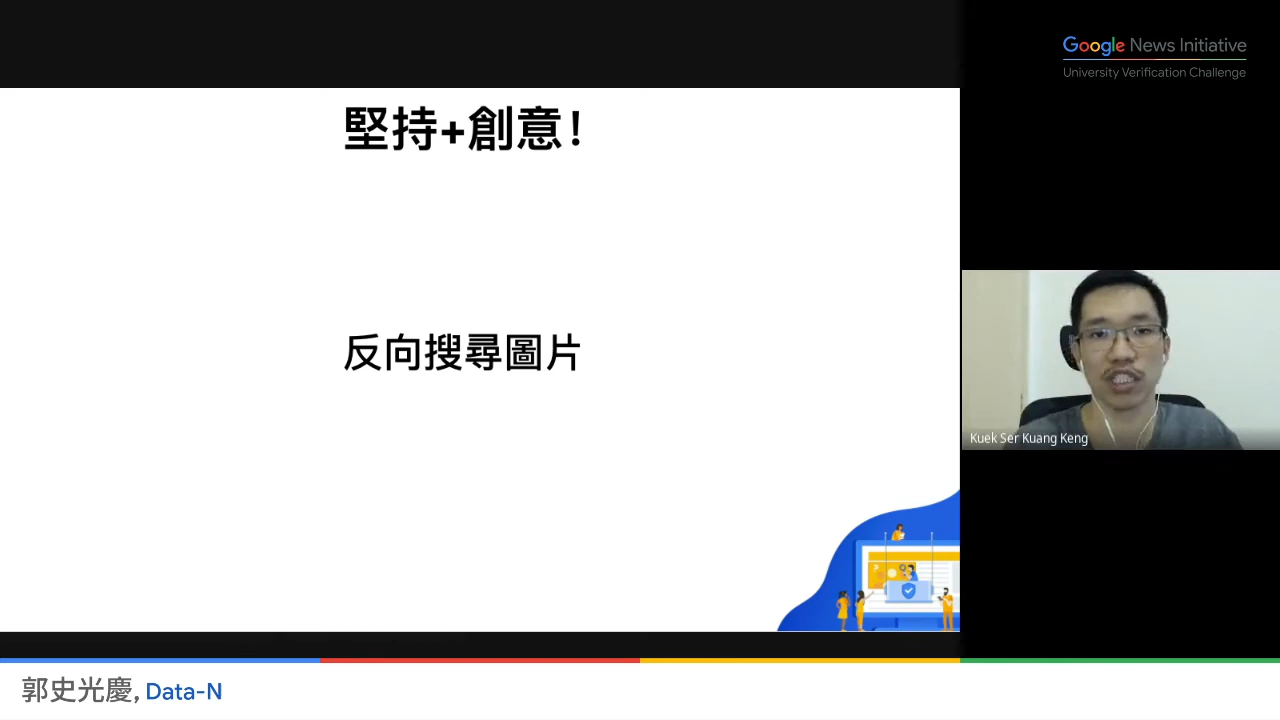 Google News Initiative
University Verification Challenge
堅持+創意!
反向搜尋圖片
Kuek Ser Kuang Keng
郭史光慶, Data-N